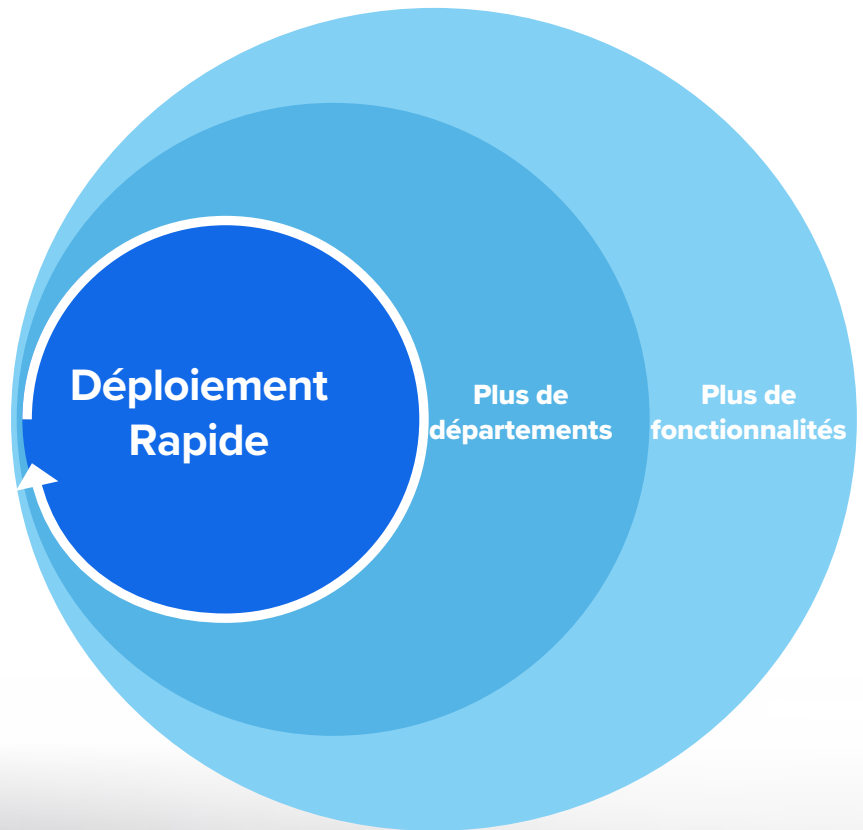 Déploiement
Rapide
Plus de
départements
Plus de
fonctionnalités